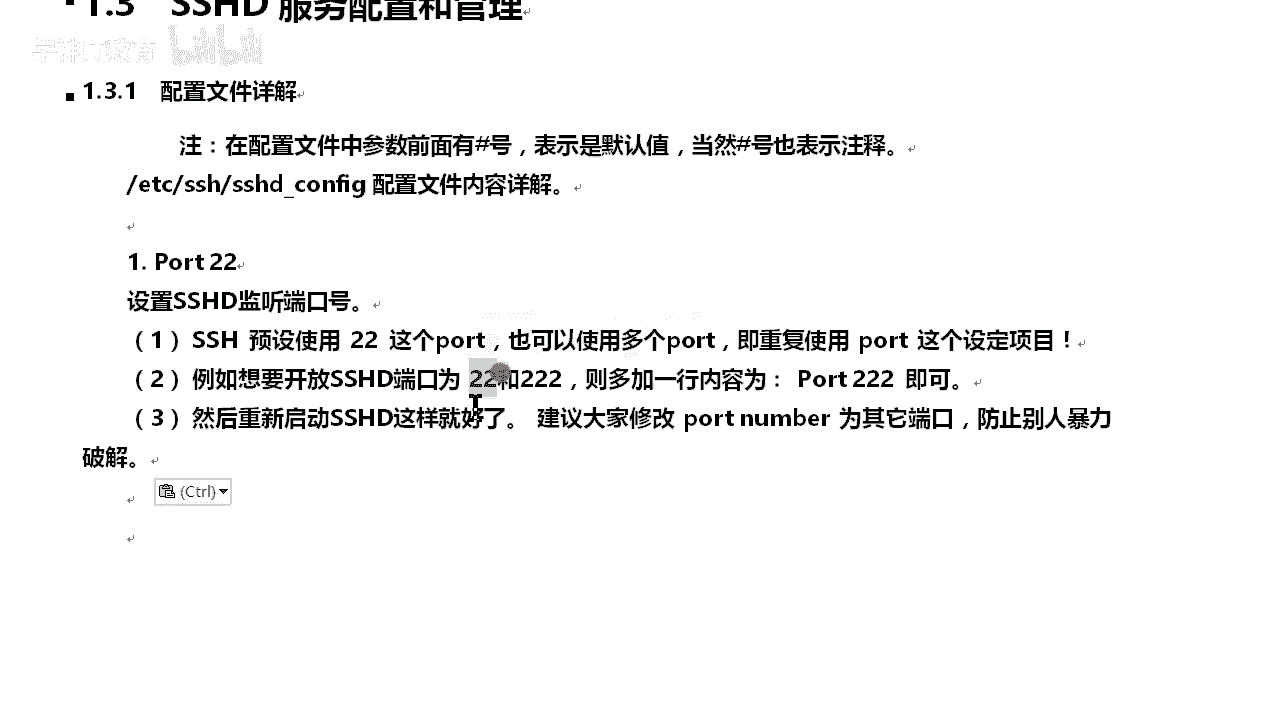 1.3 SSHD 服务配置和管理
bilibili
1.3.1 配置文件详解
注：在配置文件中参数前面有#号，表示是默认值，当然#号也表示注释。
/etc/ssh/sshd_config 配置文件内容详解。
1. Port 22
设置SSHD监听端口号。
（1）SSH 预设使用 22 这个port，也可以使用多个port，即重复使用 port 这个设定项目！
（2）例如想要开放SSHD端口为 22和222，则多加一行内容为： Port 222 即可。
（3）然后重新启动SSHD这样就好了。 建议大家修改 port number 为其它端口，防止别人暴力
破解。
(Ctrl)